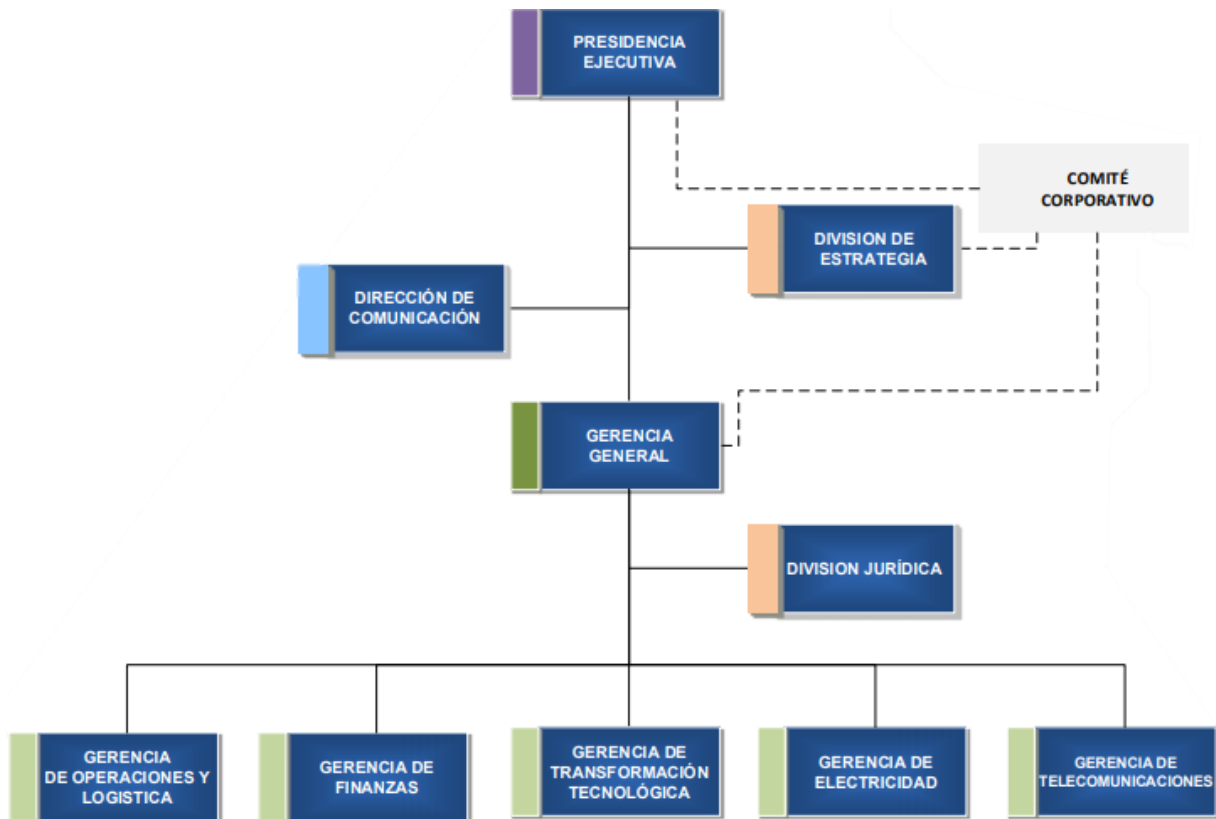 PRESIDENCIA
EJECUTIVA
COMITÉ
CORPORATIVO
DIVISION DE
ESTRATEGIA
DIRECCIÓN DE
COMUNICACIÓN
GERENCIA
GENERAL
DIVISION JURÍDICA
GERENCIA
DE OPERACIONES Y
LOGISTICA
GERENCIA DE
FINANZAS
GERENCIA DE
TRANSFORMACIÓN
TECNOLÓGICA
GERENCIA DE
ELECTRICIDAD
GERENCIA DE
TELECOMUNICACIONES